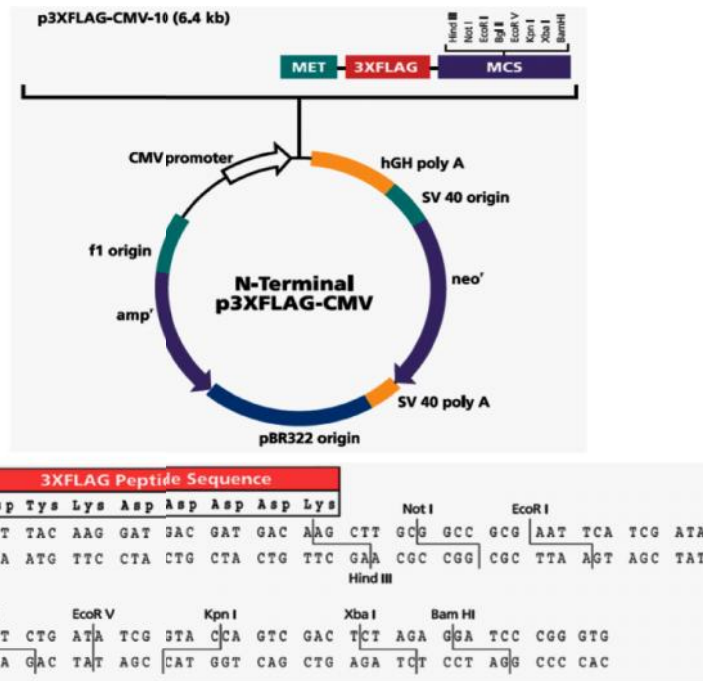 p3XFLAG-CMV-10 (6.4 kb)
Hind III
Not I
EcoR I
Bgl II
EcoR V
Kpn I
Xba I
BamHI
MET 3XFLAG MCS
CMV promoter
hGH poly A
SV 40 origin
f1 origin
N-Terminal
p3XFLAG-CMV
neoʳ
ampʳ
SV 40 poly A
pBR322 origin
3XFLAG Peptide Sequence
sp Tys Lys Asp Asp Asp Asp Lys
Not I EcoR I
T TAC AAG GAT GAC GAT GAC AAG CTT GCG GCC GCG AAT TCA TCG ATA
A ATG TTC CTA CTG CTA CTG TTC GAA CGC CGG CGC TTA AGT AGC TAT
Hind III
EcoR V Kpn I Xba I Bam HI
T CTG ATA TCG GTA CCA GTC GAC TCT AGA GGA TCC CGG GTG
A GAC TAT AGC CAT GGT CAG CTG AGA TCT CCT AGG GCC CAC